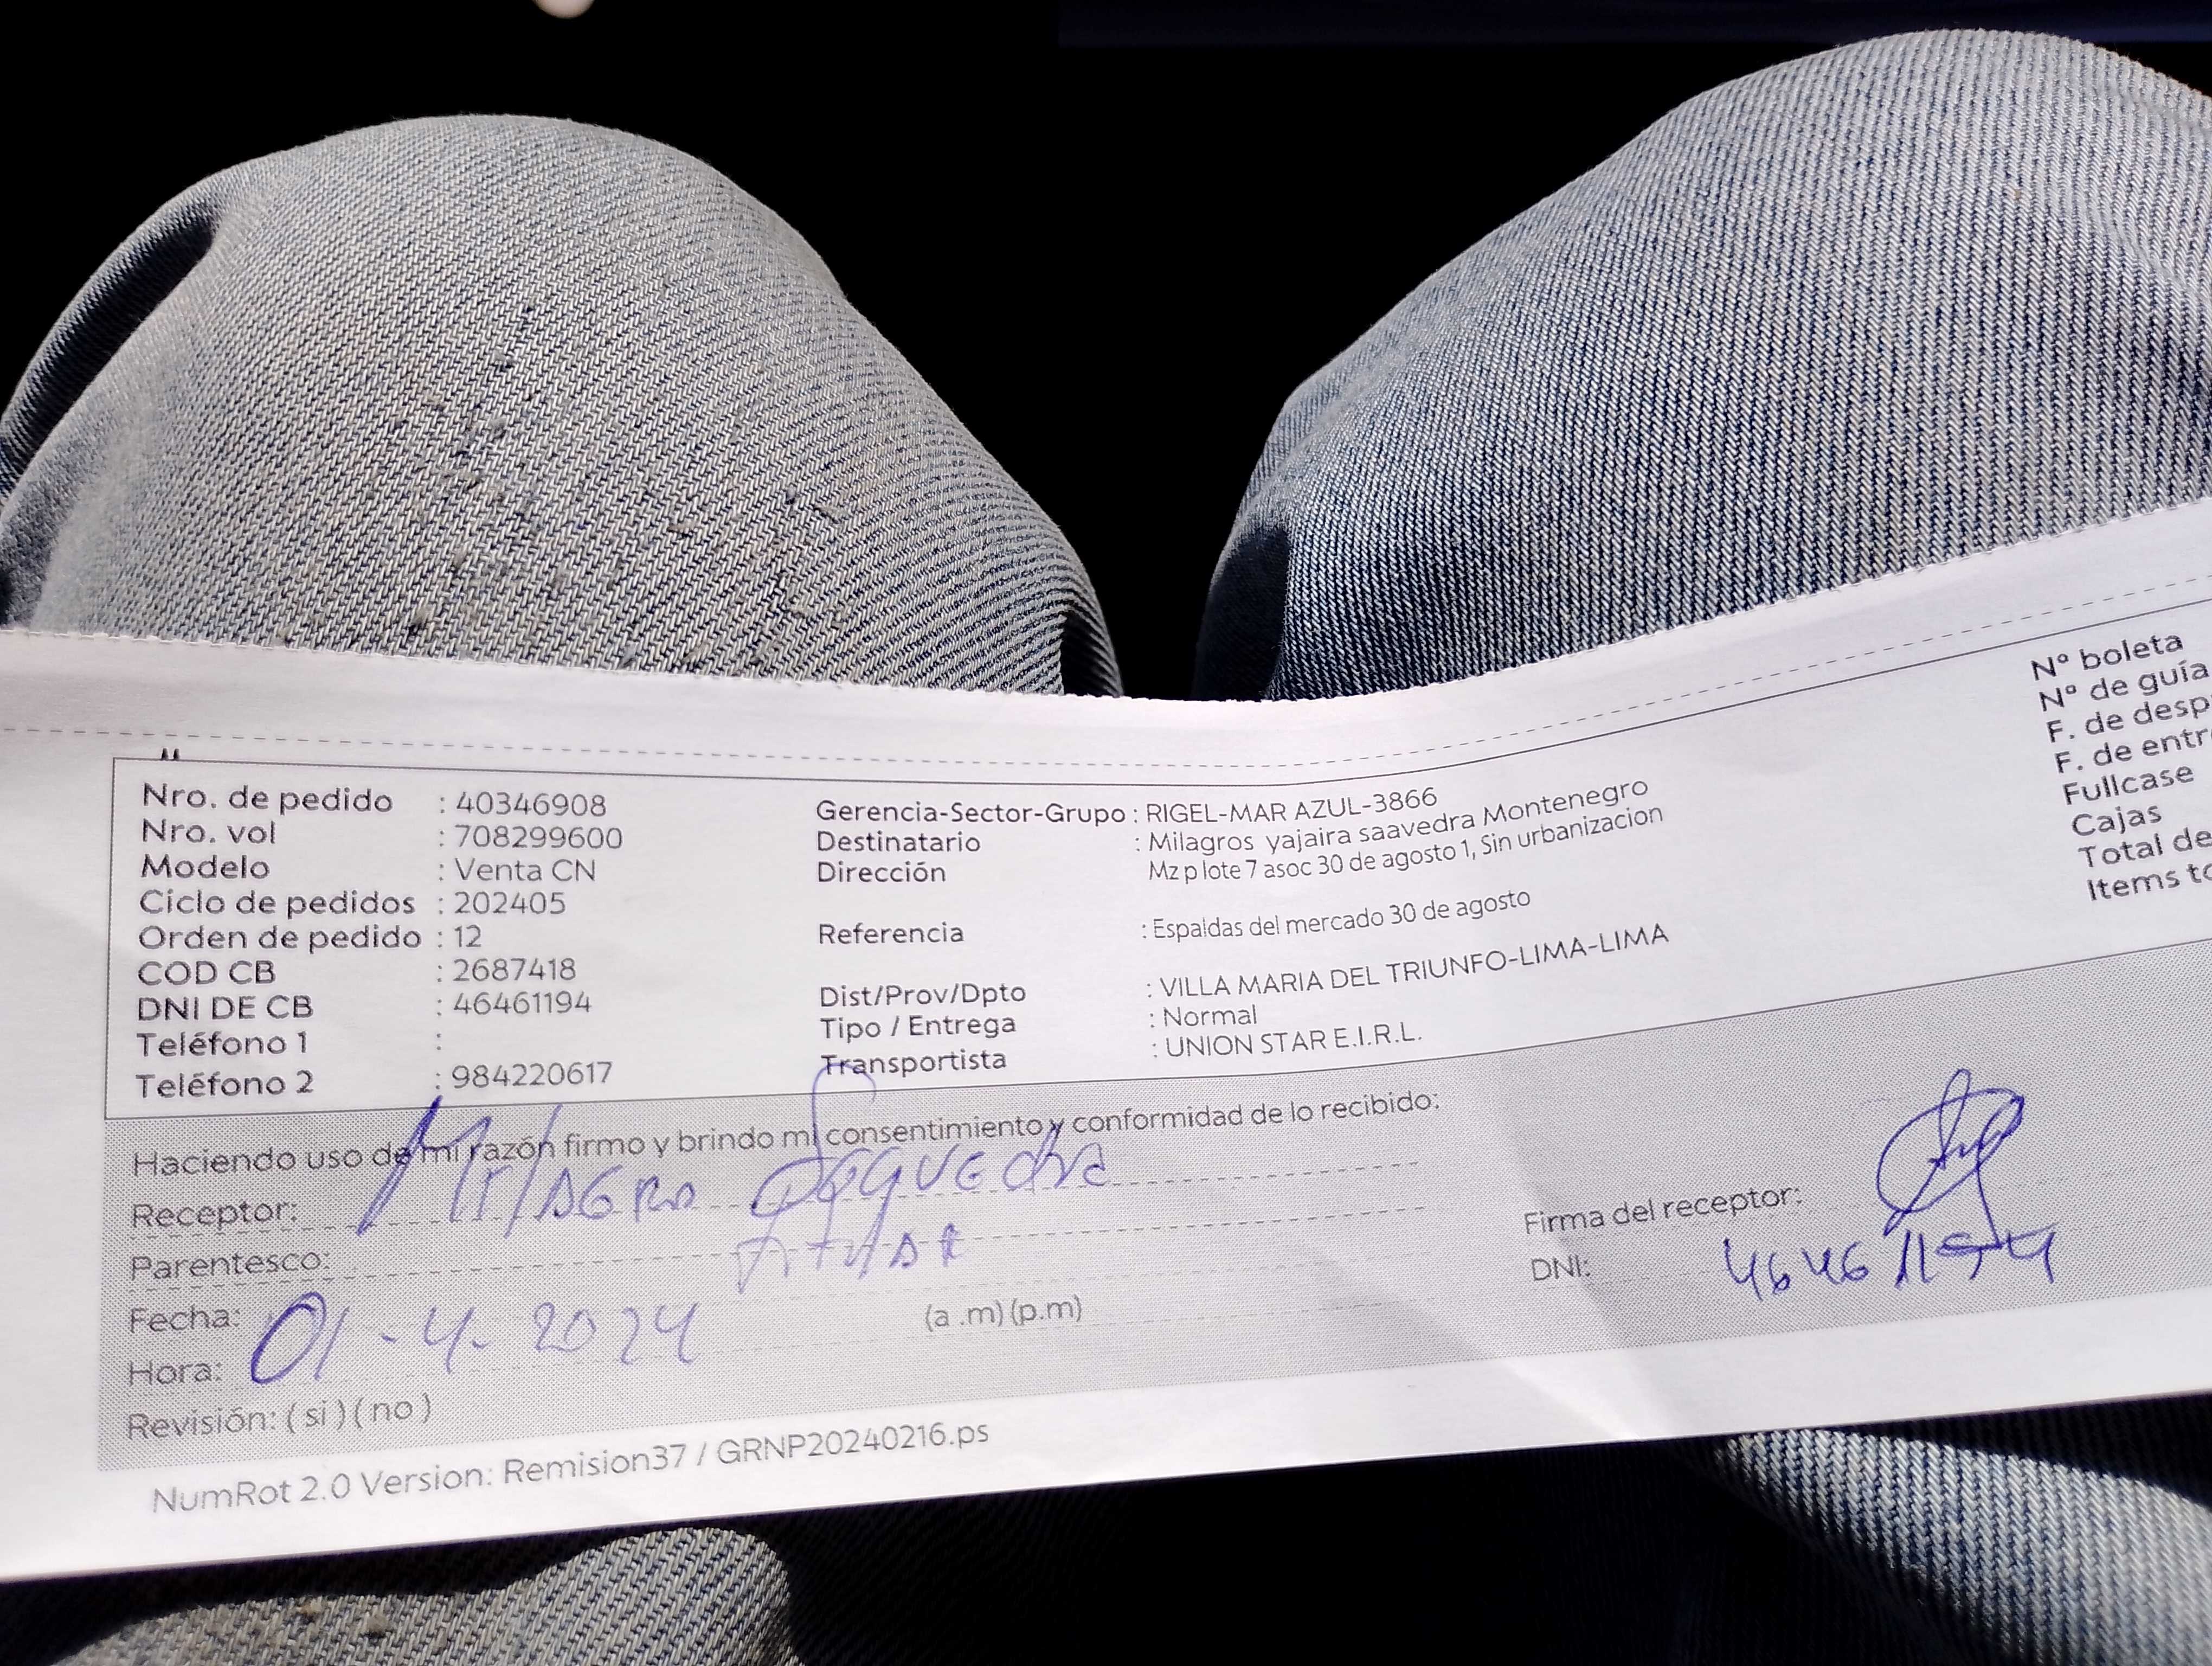 Nro. de pedido : 40346908
Nro. vol : 708299600
Modelo : Venta CN
Ciclo de pedidos : 202405
Orden de pedido : 12
COD CB : 2687418
DNI DE CB : 46461194
Teléfono 1 :
Teléfono 2 : 984220617
Gerencia-Sector-Grupo : RIGEL-MAR AZUL-3866
Destinatario : Milagros yajaira saavedra Montenegro
Dirección Mz p lote 7 asoc 30 de agosto 1, Sin urbanizacion
Referencia : Espaldas del mercado 30 de agosto
Dist/Prov/Dpto : VILLA MARIA DEL TRIUNFO-LIMA-LIMA
Tipo / Entrega : Normal
Transportista : UNION STAR E.I.R.L.
Nº boleta
Nº de guía
F. de desp
F. de entr
Fullcase
Cajas
Total de
Items to
Haciendo uso de mi razón firmo y brindo mi consentimiento y conformidad de lo recibido:
Receptor:
Parentesco:
Fecha: 01-4-2024
Hora: (a .m) (p.m)
Revisión: ( si ) ( no )
Firma del receptor:
DNI: 46461194
NumRot 2.0 Version: Remision37 / GRNP20240216.ps